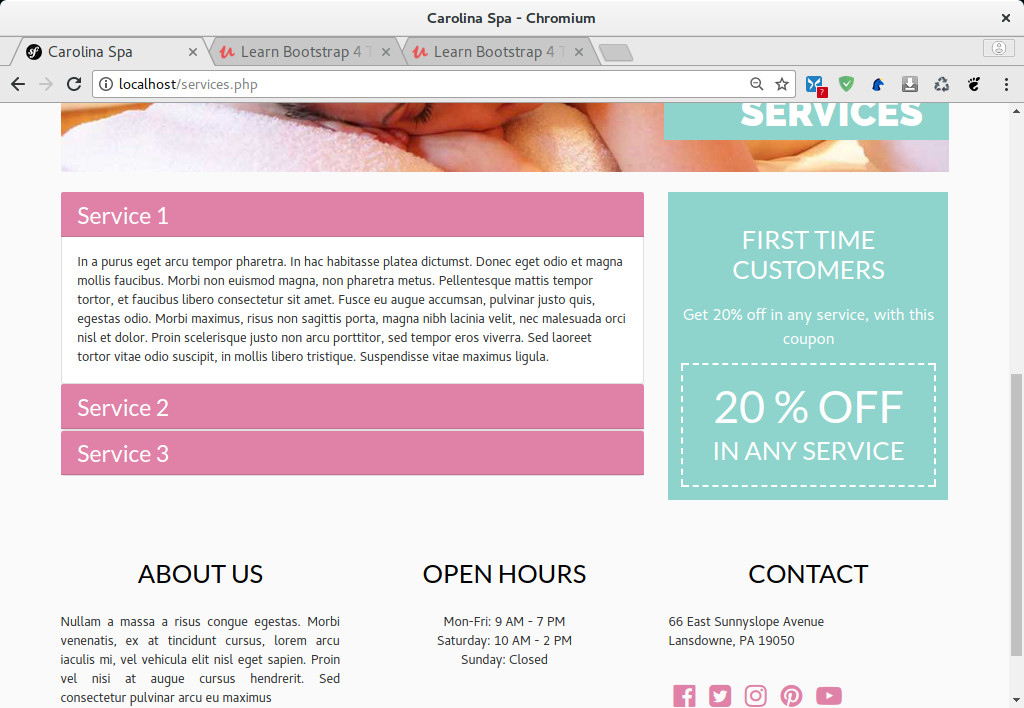 Carolina Spa - Chromium
Carolina Spa
Learn Bootstrap 4 T
Learn Bootstrap 4 T
localhost/services.php
?
SERVICES
Service 1
In a purus eget arcu tempor pharetra. In hac habitasse platea dictumst. Donec eget odio et magna
mollis faucibus. Morbi non euismod magna, non pharetra metus. Pellentesque mattis tempor
tortor, et faucibus libero consectetur sit amet. Fusce eu augue accumsan, pulvinar justo quis,
egestas odio. Morbi maximus, risus non sagittis porta, magna nibh lacinia velit, nec malesuada orci
nisl et dolor. Proin scelerisque justo non arcu porttitor, sed tempor eros viverra. Sed laoreet
tortor vitae odio suscipit, in mollis libero tristique. Suspendisse vitae maximus ligula.
Service 2
Service 3
FIRST TIME
CUSTOMERS
Get 20% off in any service, with this
coupon
20 % OFF
IN ANY SERVICE
ABOUT US
Nullam a massa a risus congue egestas. Morbi
venenatis, ex at tincidunt cursus, lorem arcu
iaculis mi, vel vehicula elit nisl eget sapien. Proin
vel nisi at augue cursus hendrerit. Sed
consectetur pulvinar arcu eu maximus
OPEN HOURS
Mon-Fri: 9 AM - 7 PM
Saturday: 10 AM - 2 PM
Sunday: Closed
CONTACT
66 East Sunnyslope Avenue
Lansdowne, PA 19050